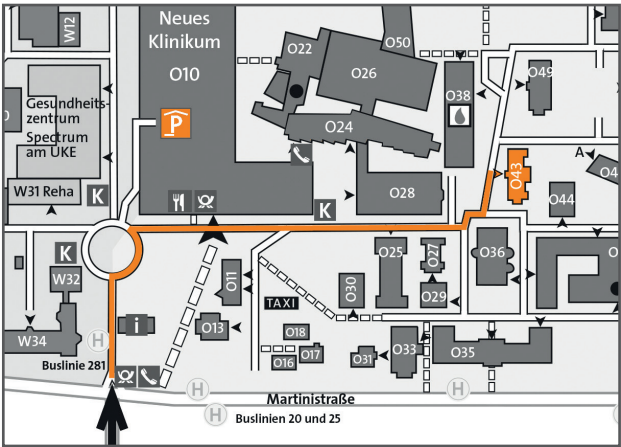 W12
Neues
Klinikum
O10
O22
O50
O26
O38
O49
Gesundheits-
zentrum
Spectrum
am UKE
P
O24
A
O43
W31 Reha
K
K
O28
O44
K
W32
O11
O25
O27
O36
O30
O29
TAXI
i
O13
O18
O17
O16
O31
O33
O35
W34
H
Buslinie 281
H
H
H
H
Martinistraße
Buslinien 20 und 25